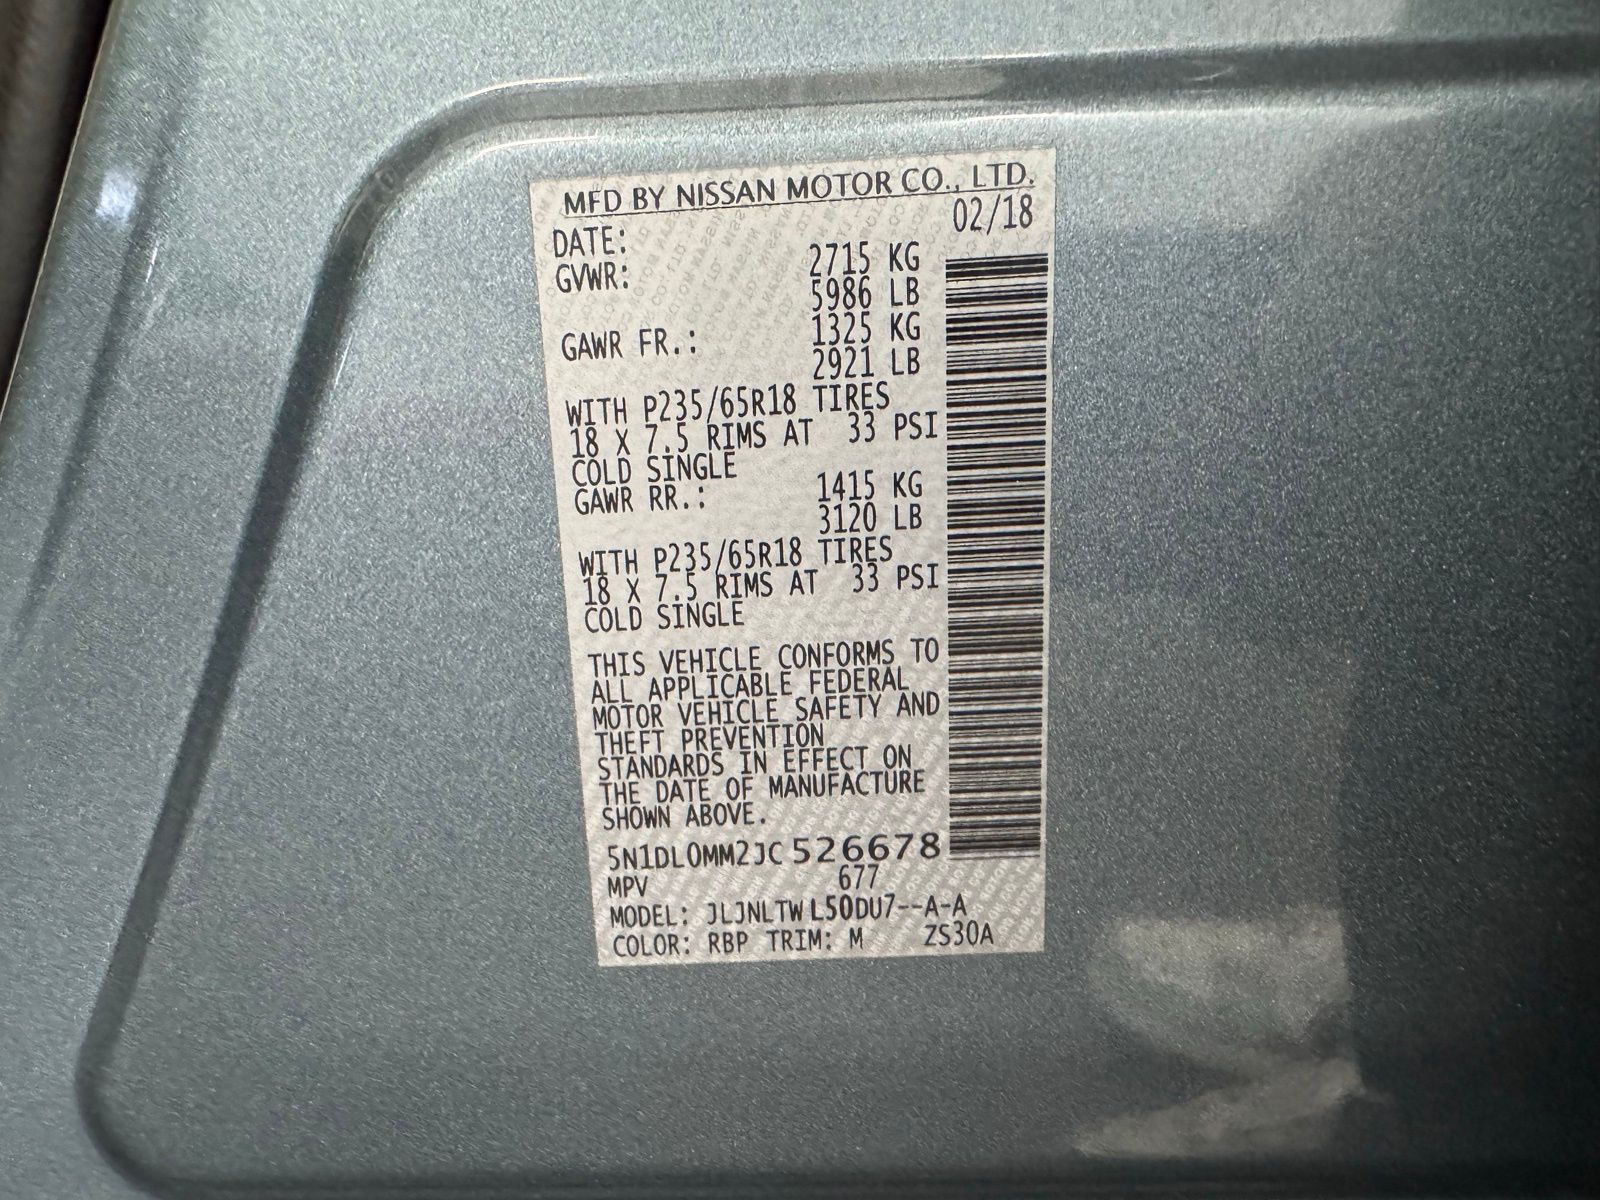 MFD BY NISSAN MOTOR CO., LTD.
DATE: 02/18
GVWR: 2715 KG
5986 LB
GAWR FR.: 1325 KG
2921 LB
WITH P235/65R18 TIRES
18 X 7.5 RIMS AT 33 PSI
COLD SINGLE
GAWR RR.: 1415 KG
3120 LB
WITH P235/65R18 TIRES
18 X 7.5 RIMS AT 33 PSI
COLD SINGLE
THIS VEHICLE CONFORMS TO
ALL APPLICABLE FEDERAL
MOTOR VEHICLE SAFETY AND
THEFT PREVENTION
STANDARDS IN EFFECT ON
THE DATE OF MANUFACTURE
SHOWN ABOVE.
5N1DL0MM2JC526678
MPV 677
MODEL: JLJNLTWL50DU7--A-A
COLOR: RBP TRIM: M ZS30A